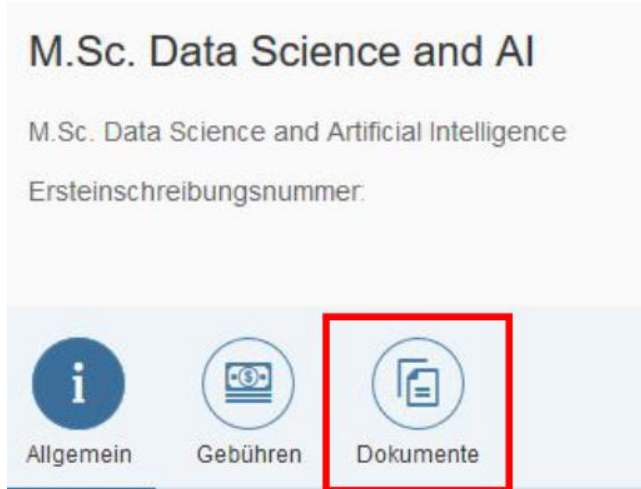 M.Sc. Data Science and AI
M.Sc. Data Science and Artificial Intelligence
Ersteinschreibungsnummer:
Allgemein Gebühren Dokumente